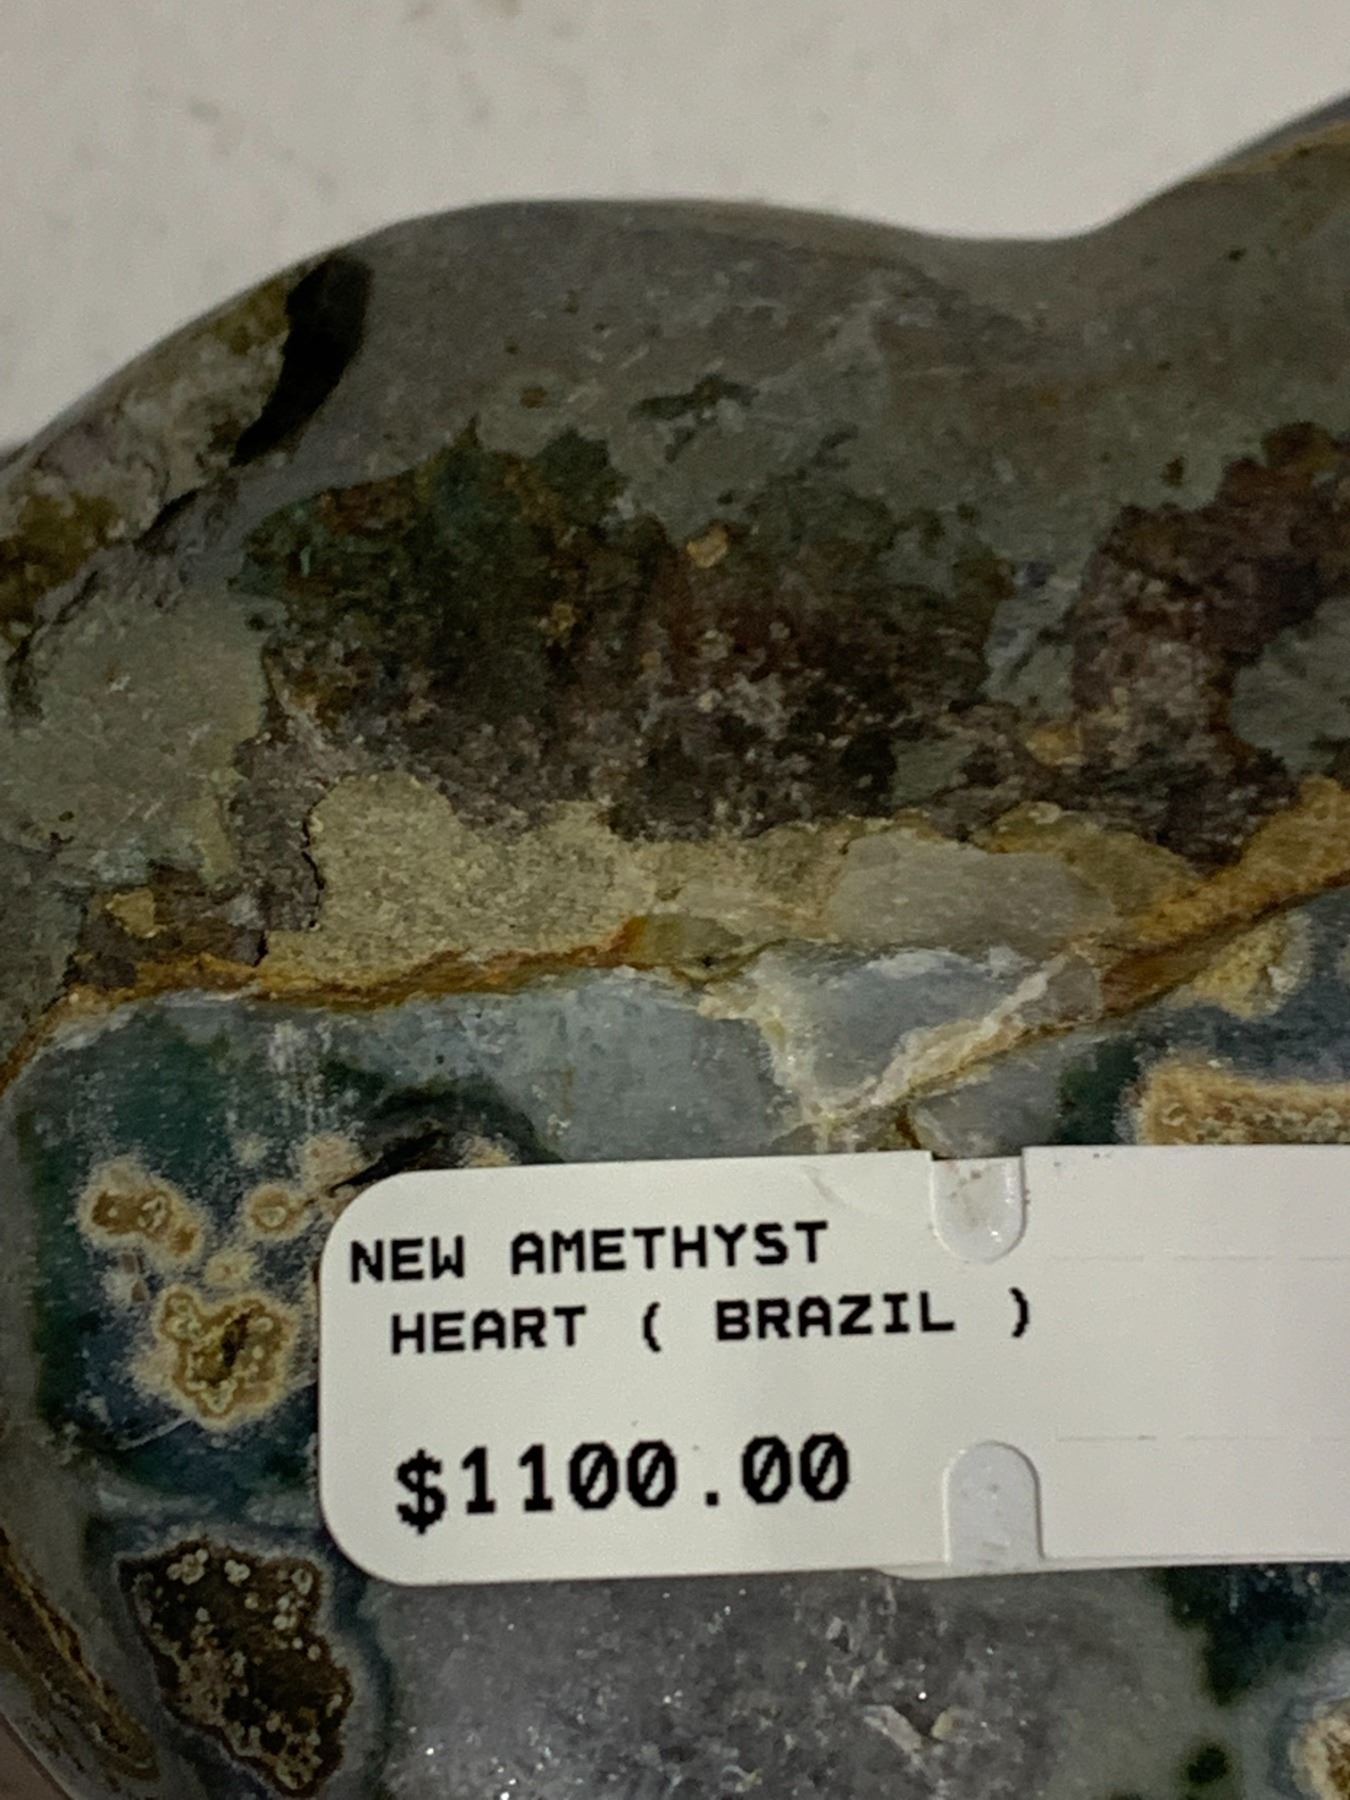 NEW AMETHYST
HEART ( BRAZIL )
$1100.00